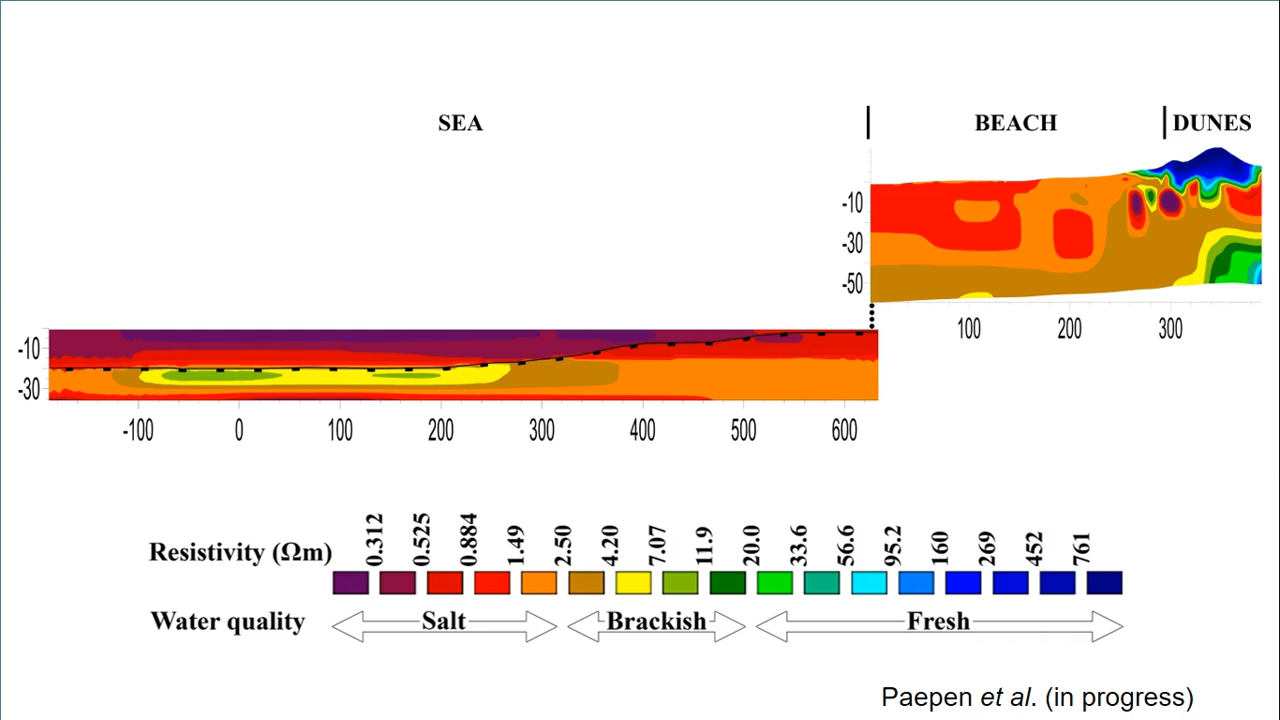 SEA
BEACH
DUNES
-10
-30
-50
100 200 300
-10
-30
-100 0 100 200 300 400 500 600
Resistivity (Ωm) 0.312 0.525 0.884 1.49 2.50 4.20 7.07 11.9 20.0 33.6 56.6 95.2 160 269 452 761
Water quality Salt Brackish Fresh
Paepen et al. (in progress)